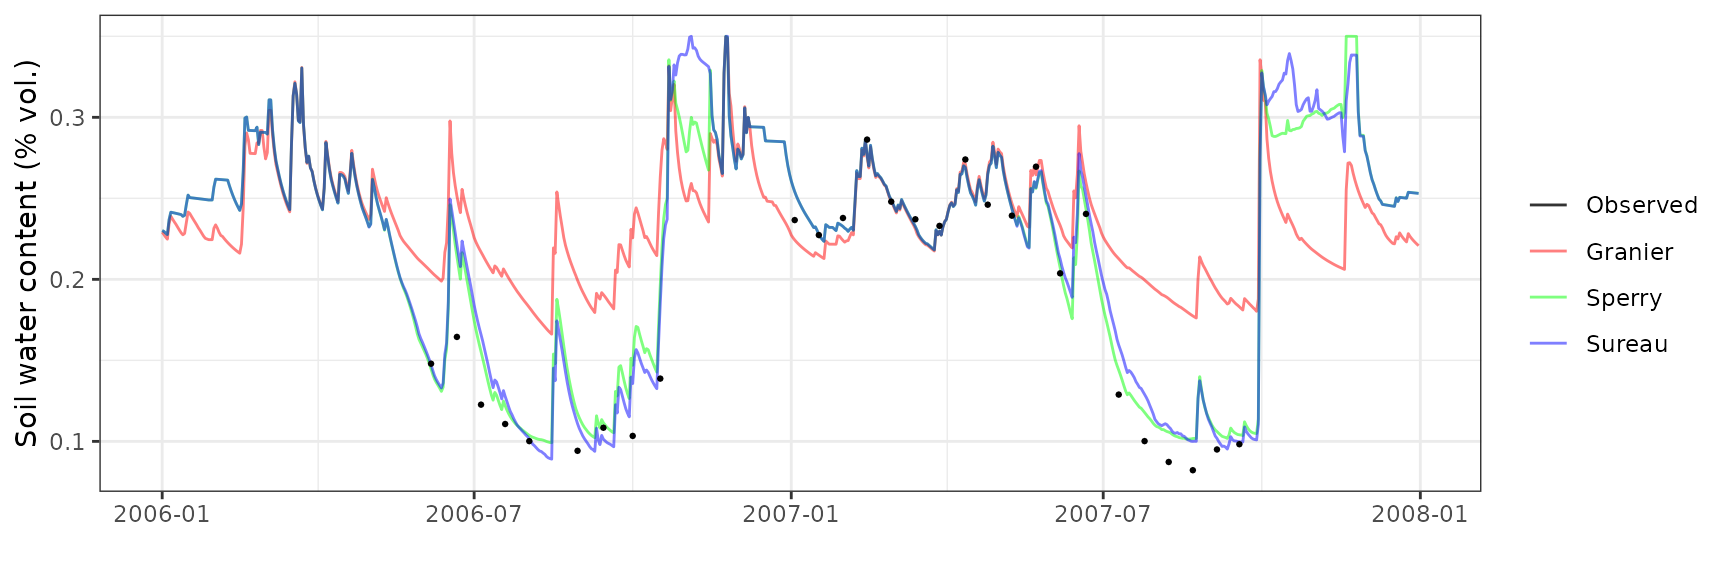 Soil water content (% vol.)
0.3
0.2
0.1
2006-01
2006-07
2007-01
2007-07
2008-01
Observed
Granier
Sperry
Sureau